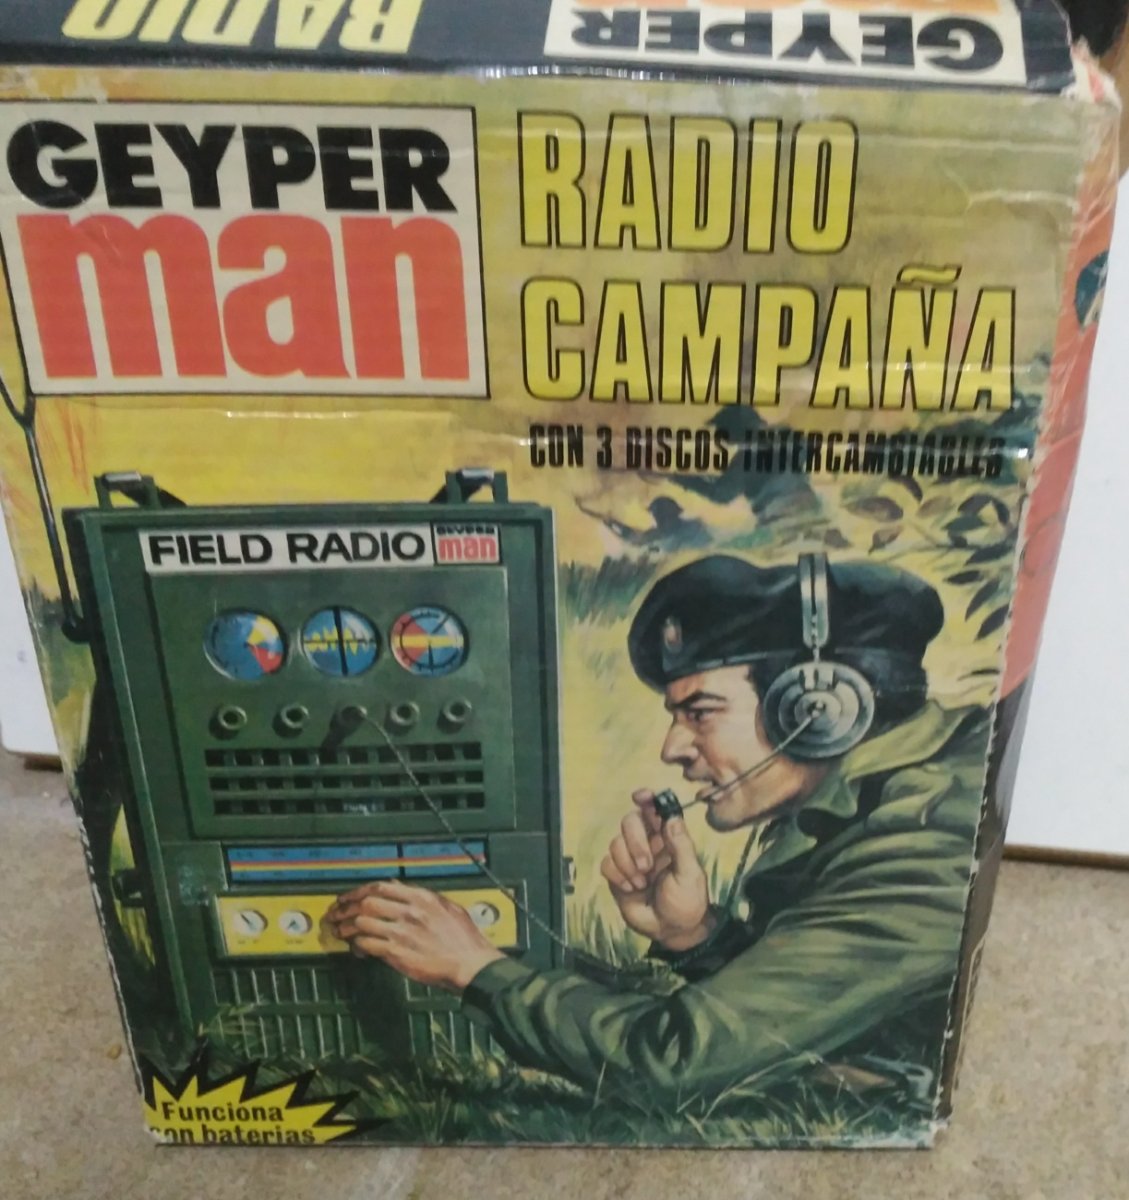 RADIO
GEYPER
GEYPER
man
RADIO
CAMPAÑA
CON 3 DISCOS INTERCAMBIABLES
FIELD RADIO
GEYPER
man
Funciona
con baterias